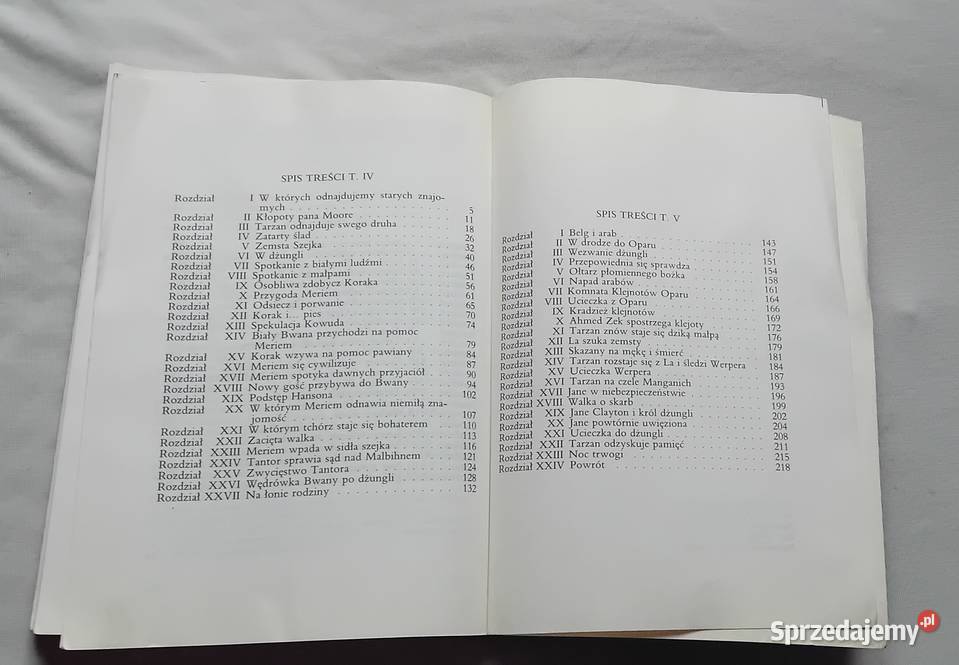 SPIS TREŚCI T. IV
Rozdział I W których odnajdujemy starych znajo-
mych 5
Rozdział II Kłopoty pana Moore 11
Rozdział III Tarzan odnajduje swego druha 18
Rozdział IV Zatarty ślad 26
Rozdział V Zemsta Szejka 32
Rozdział VI W dżungli 40
Rozdział VII Spotkanie z białymi ludźmi 46
Rozdział VIII Spotkanie z małpami 51
Rozdział IX Osobliwa zdobycz Koraka 56
Rozdział X Przygoda Meriem 61
Rozdział XI Odsiecz i porwanie 65
Rozdział XII Korak i... pies 70
Rozdział XIII Spekulacja Kowuda 74
Rozdział XIV Biały Bwana przychodzi na pomoc
Meriem 79
Rozdział XV Korak wzywa na pomoc pawiany 84
Rozdział XVI Meriem się cywilizuje 87
Rozdział XVII Meriem spotyka dawnych przyjaciół 90
Rozdział XVIII Nowy gość przybywa do Bwany 94
Rozdział XIX Podstęp Hansona 102
Rozdział XX W którym Meriem odnawia niemiłą zna-
jomość 107
Rozdział XXI W którym tchórz staje się bohaterem 110
Rozdział XXII Zacięta walka 113
Rozdział XXIII Meriem wpada w sidła szejka 116
Rozdział XXIV Tantor sprawia sąd nad Malbihnem 121
Rozdział XXV Zwycięstwo Tantora 124
Rozdział XXVI Wędrówka Bwany po dżungli 128
Rozdział XXVII Na łonie rodziny 132
SPIS TREŚCI T. V
Rozdział I Belg i arab 143
Rozdział II W drodze do Oparu 147
Rozdział III Wezwanie dżungli 151
Rozdział IV Przepowiednia się sprawdza 154
Rozdział V Ołtarz płomiennego bożka 158
Rozdział VI Napad arabów 161
Rozdział VII Komnata Klejnotów Oparu 164
Rozdział VIII Ucieczka z Oparu 166
Rozdział IX Kradzież klejnotów 169
Rozdział X Ahmed Zek spostrzega klejoty 172
Rozdział XI Tarzan znów staje się dziką małpą 176
Rozdział XII La szuka zemsty 179
Rozdział XIII Skazany na mękę i śmierć 181
Rozdział XIV Tarzan rozstaje się z La i śledzi Werpera 184
Rozdział XV Ucieczka Werpera 187
Rozdział XVI Tarzan na czele Manganich 193
Rozdział XVII Jane w niebezpieczeństwie 196
Rozdział XVIII Walka o skarb 199
Rozdział XIX Jane Clayton i król dżungli 202
Rozdział XX Jane powtórnie uwięziona 204
Rozdział XXI Ucieczka do dżungli 208
Rozdział XXII Tarzan odzyskuje pamięć 211
Rozdział XXIII Noc trwogi 215
Rozdział XXIV Powrót 218
Sprzedajemy.pl